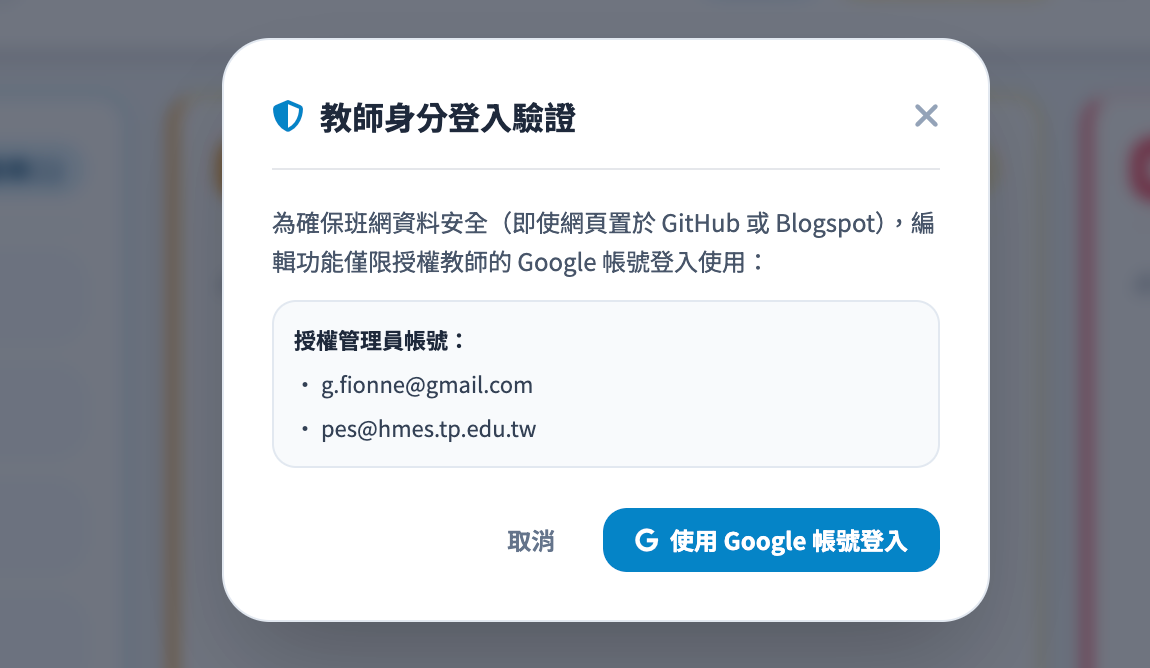 教師身分登入驗證
為確保班網資料安全（即使網頁置於 GitHub 或 Blogspot），編
輯功能僅限授權教師的 Google 帳號登入使用：
授權管理員帳號：
• g.fionne@gmail.com
• pes@hmes.tp.edu.tw
取消
使用 Google 帳號登入